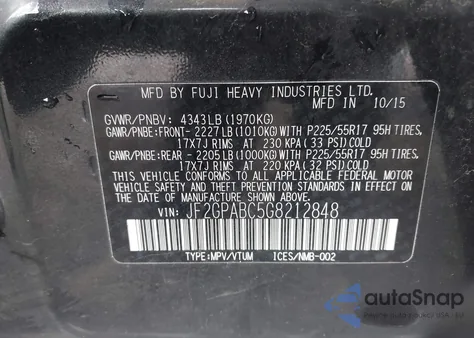 MFD. BY FUJI HEAVY INDUSTRIES LTD.
MFD IN 10/15
GVWR/PNBV: 4343LB (1970KG)
GAWR/PNBE:FRONT- 2227LB (1010KG)WITH P225/55R17 95H TIRES,
17X7J RIMS AT 230 KPA ( 33 PSI)COLD
GAWR/PNBE:REAR - 2205LB (1000KG)WITH P225/55R17 95H TIRES,
17X7J RIMS AT 220 KPA ( 32 PSI)COLD
THIS VEHICLE CONFORMS TO ALL APPLICABLE FEDERAL
MOTOR VEHICLE SAFETY STANDARDS IN EFFECT ON
THE DATE OF MANUFACTURE SHOWN ABOVE
VIN: JF2GPABC5G8212848
TYPE:MPV/VTUM ICES/NMB-002
autoSnap